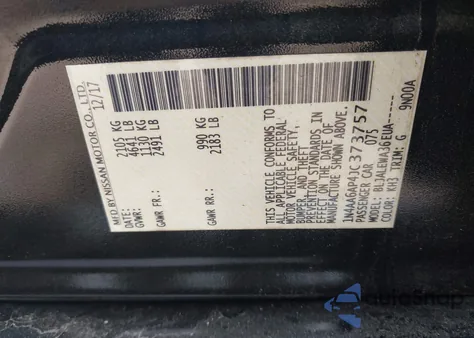 MFD BY NISSAN MOTOR CO., LTD.
DATE: 12/17
GVWR: 2105 KG
4641 LB
GAWR FR.: 1130 KG
2491 LB
GAWR RR: 990 KG
2183 LB
THIS VEHICLE CONFORMS TO
ALL APPLICABLE FEDERAL
MOTOR VEHICLE SAFETY,
BUMPER, AND THEFT
PREVENTION STANDARDS IN
EFFECT ON THE DATE OF
MANUFACTURE SHOWN ABOVE.
1N4AA6AP4JC373757
PASSENGER CAR 075
MODEL: BUJALEWA36EUA
COLOR: KH3 TRIM: G 9N00A
autoSnap